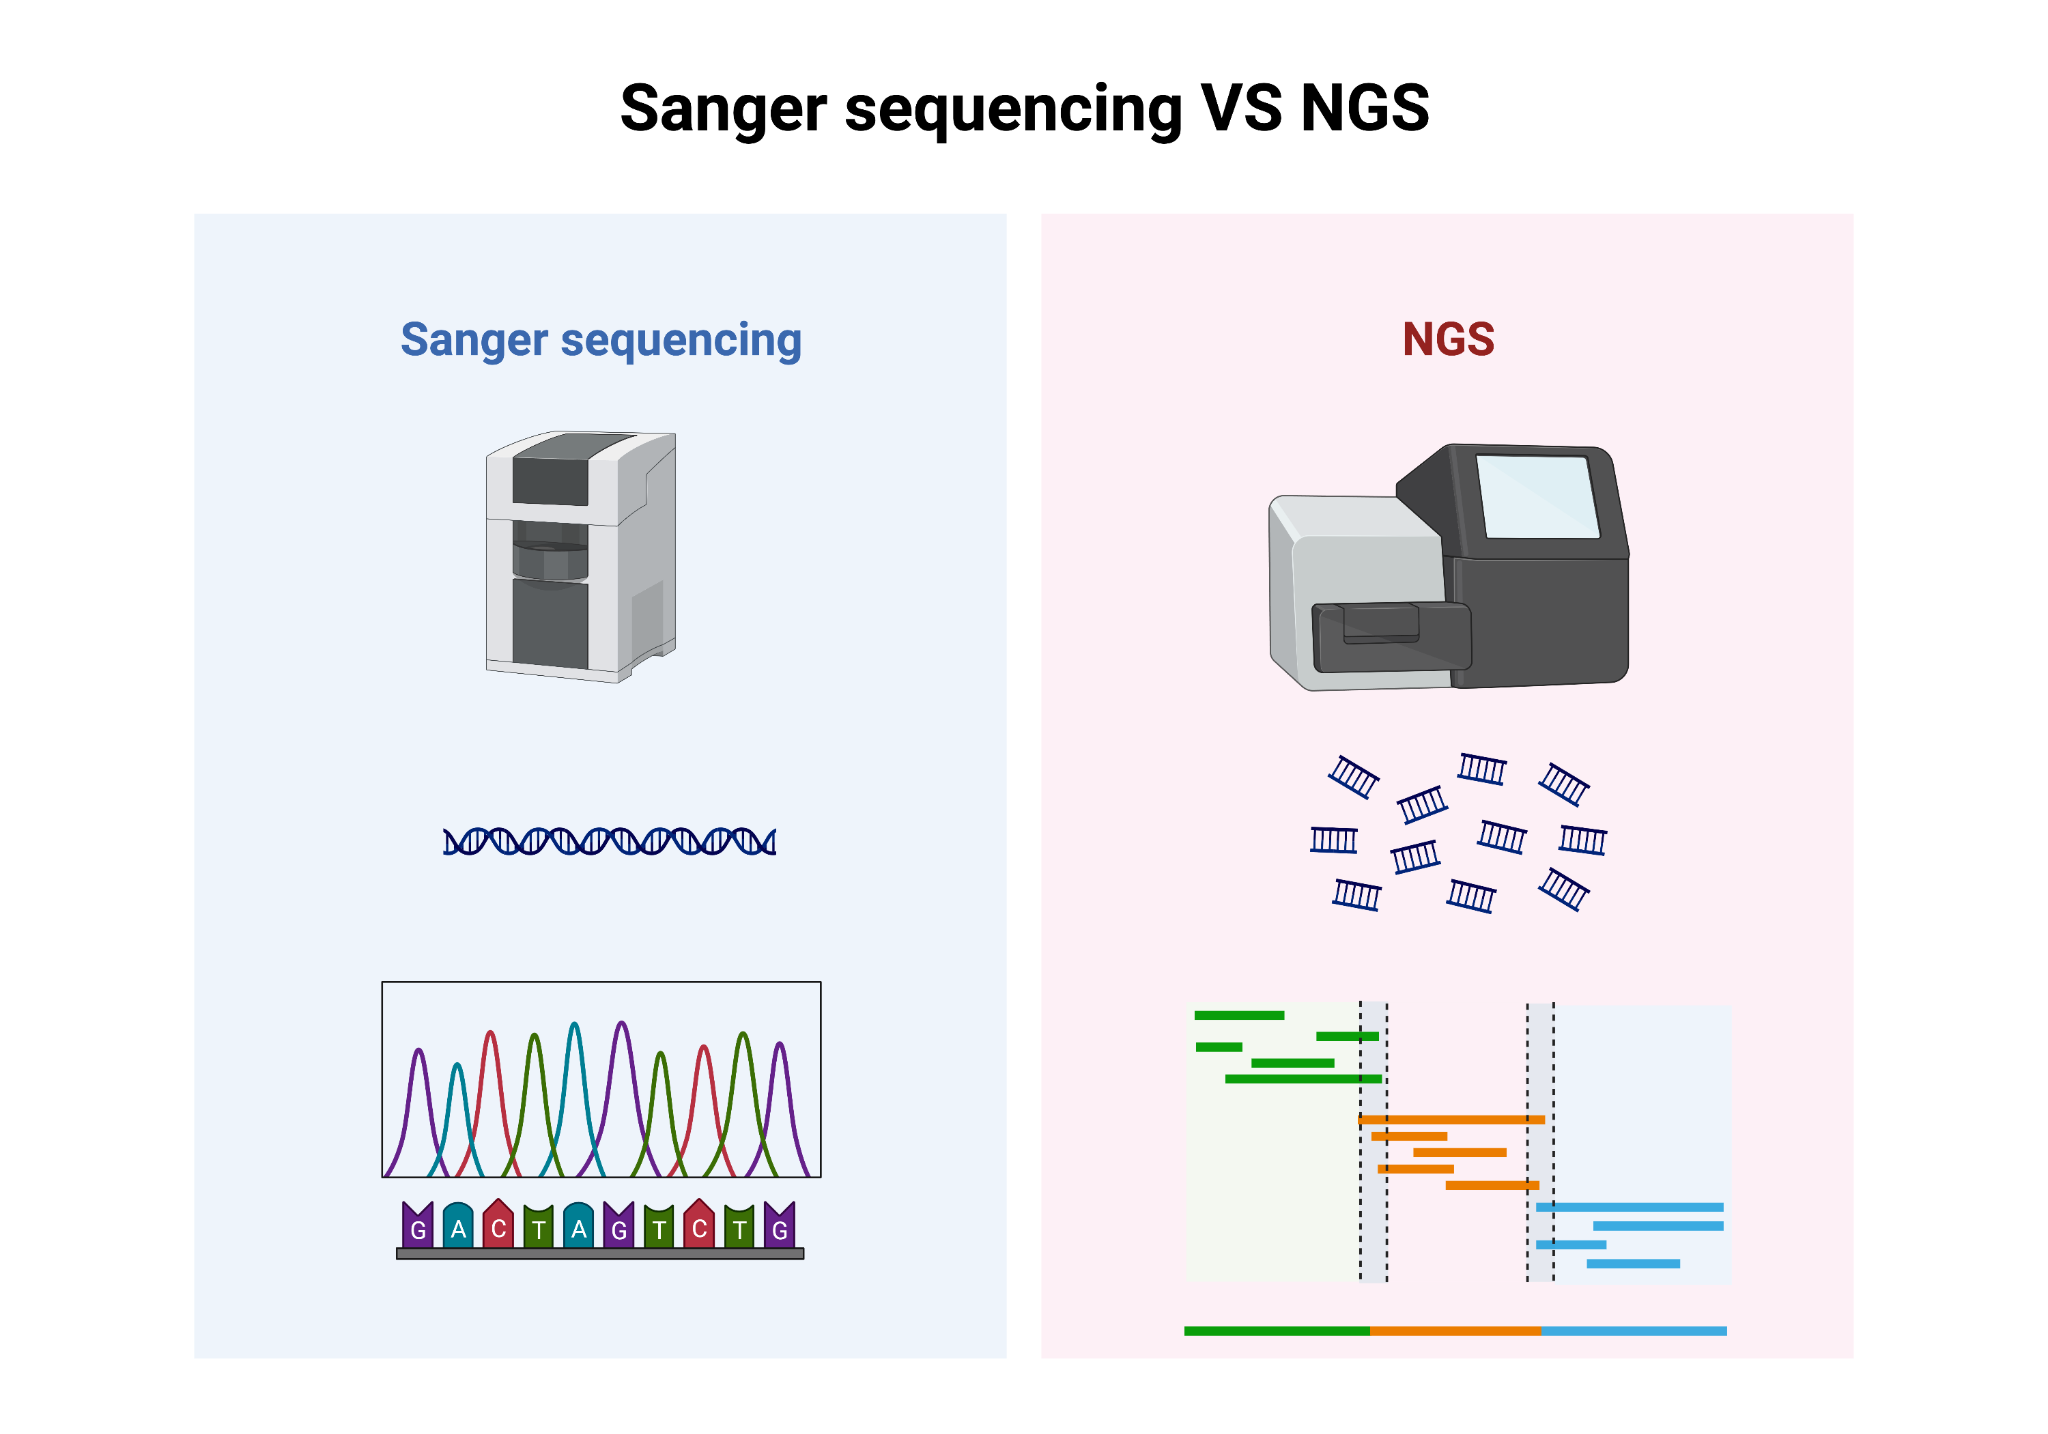 Sanger sequencing VS NGS
Sanger sequencing
NGS
G A C T A G T C T G